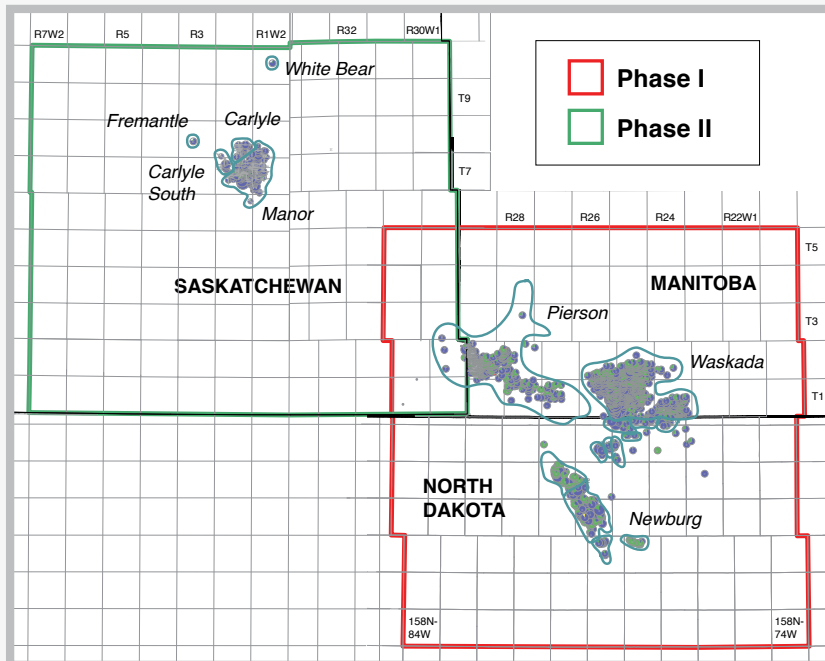 R7W2 R5 R3 R1W2 R32 R30W1
White Bear
Phase I
Phase II
T9
Fremantle Carlyle
Carlyle
South
T7
Manor
R28 R26 R24 R22W1
T5
SASKATCHEWAN
MANITOBA
Pierson
T3
Waskada
T1
NORTH
DAKOTA
Newburg
158N-
84W
158N-
74W